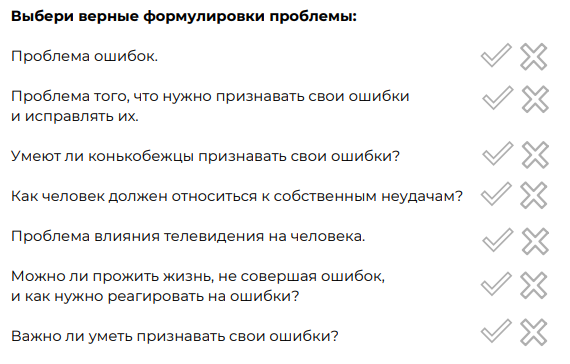 Выбери верные формулировки проблемы:
Проблема ошибок.
Проблема того, что нужно признавать свои ошибки
и исправлять их.
Умеют ли конькобежцы признавать свои ошибки?
Как человек должен относиться к собственным неудачам?
Проблема влияния телевидения на человека.
Можно ли прожить жизнь, не совершая ошибок,
и как нужно реагировать на ошибки?
Важно ли уметь признавать свои ошибки?